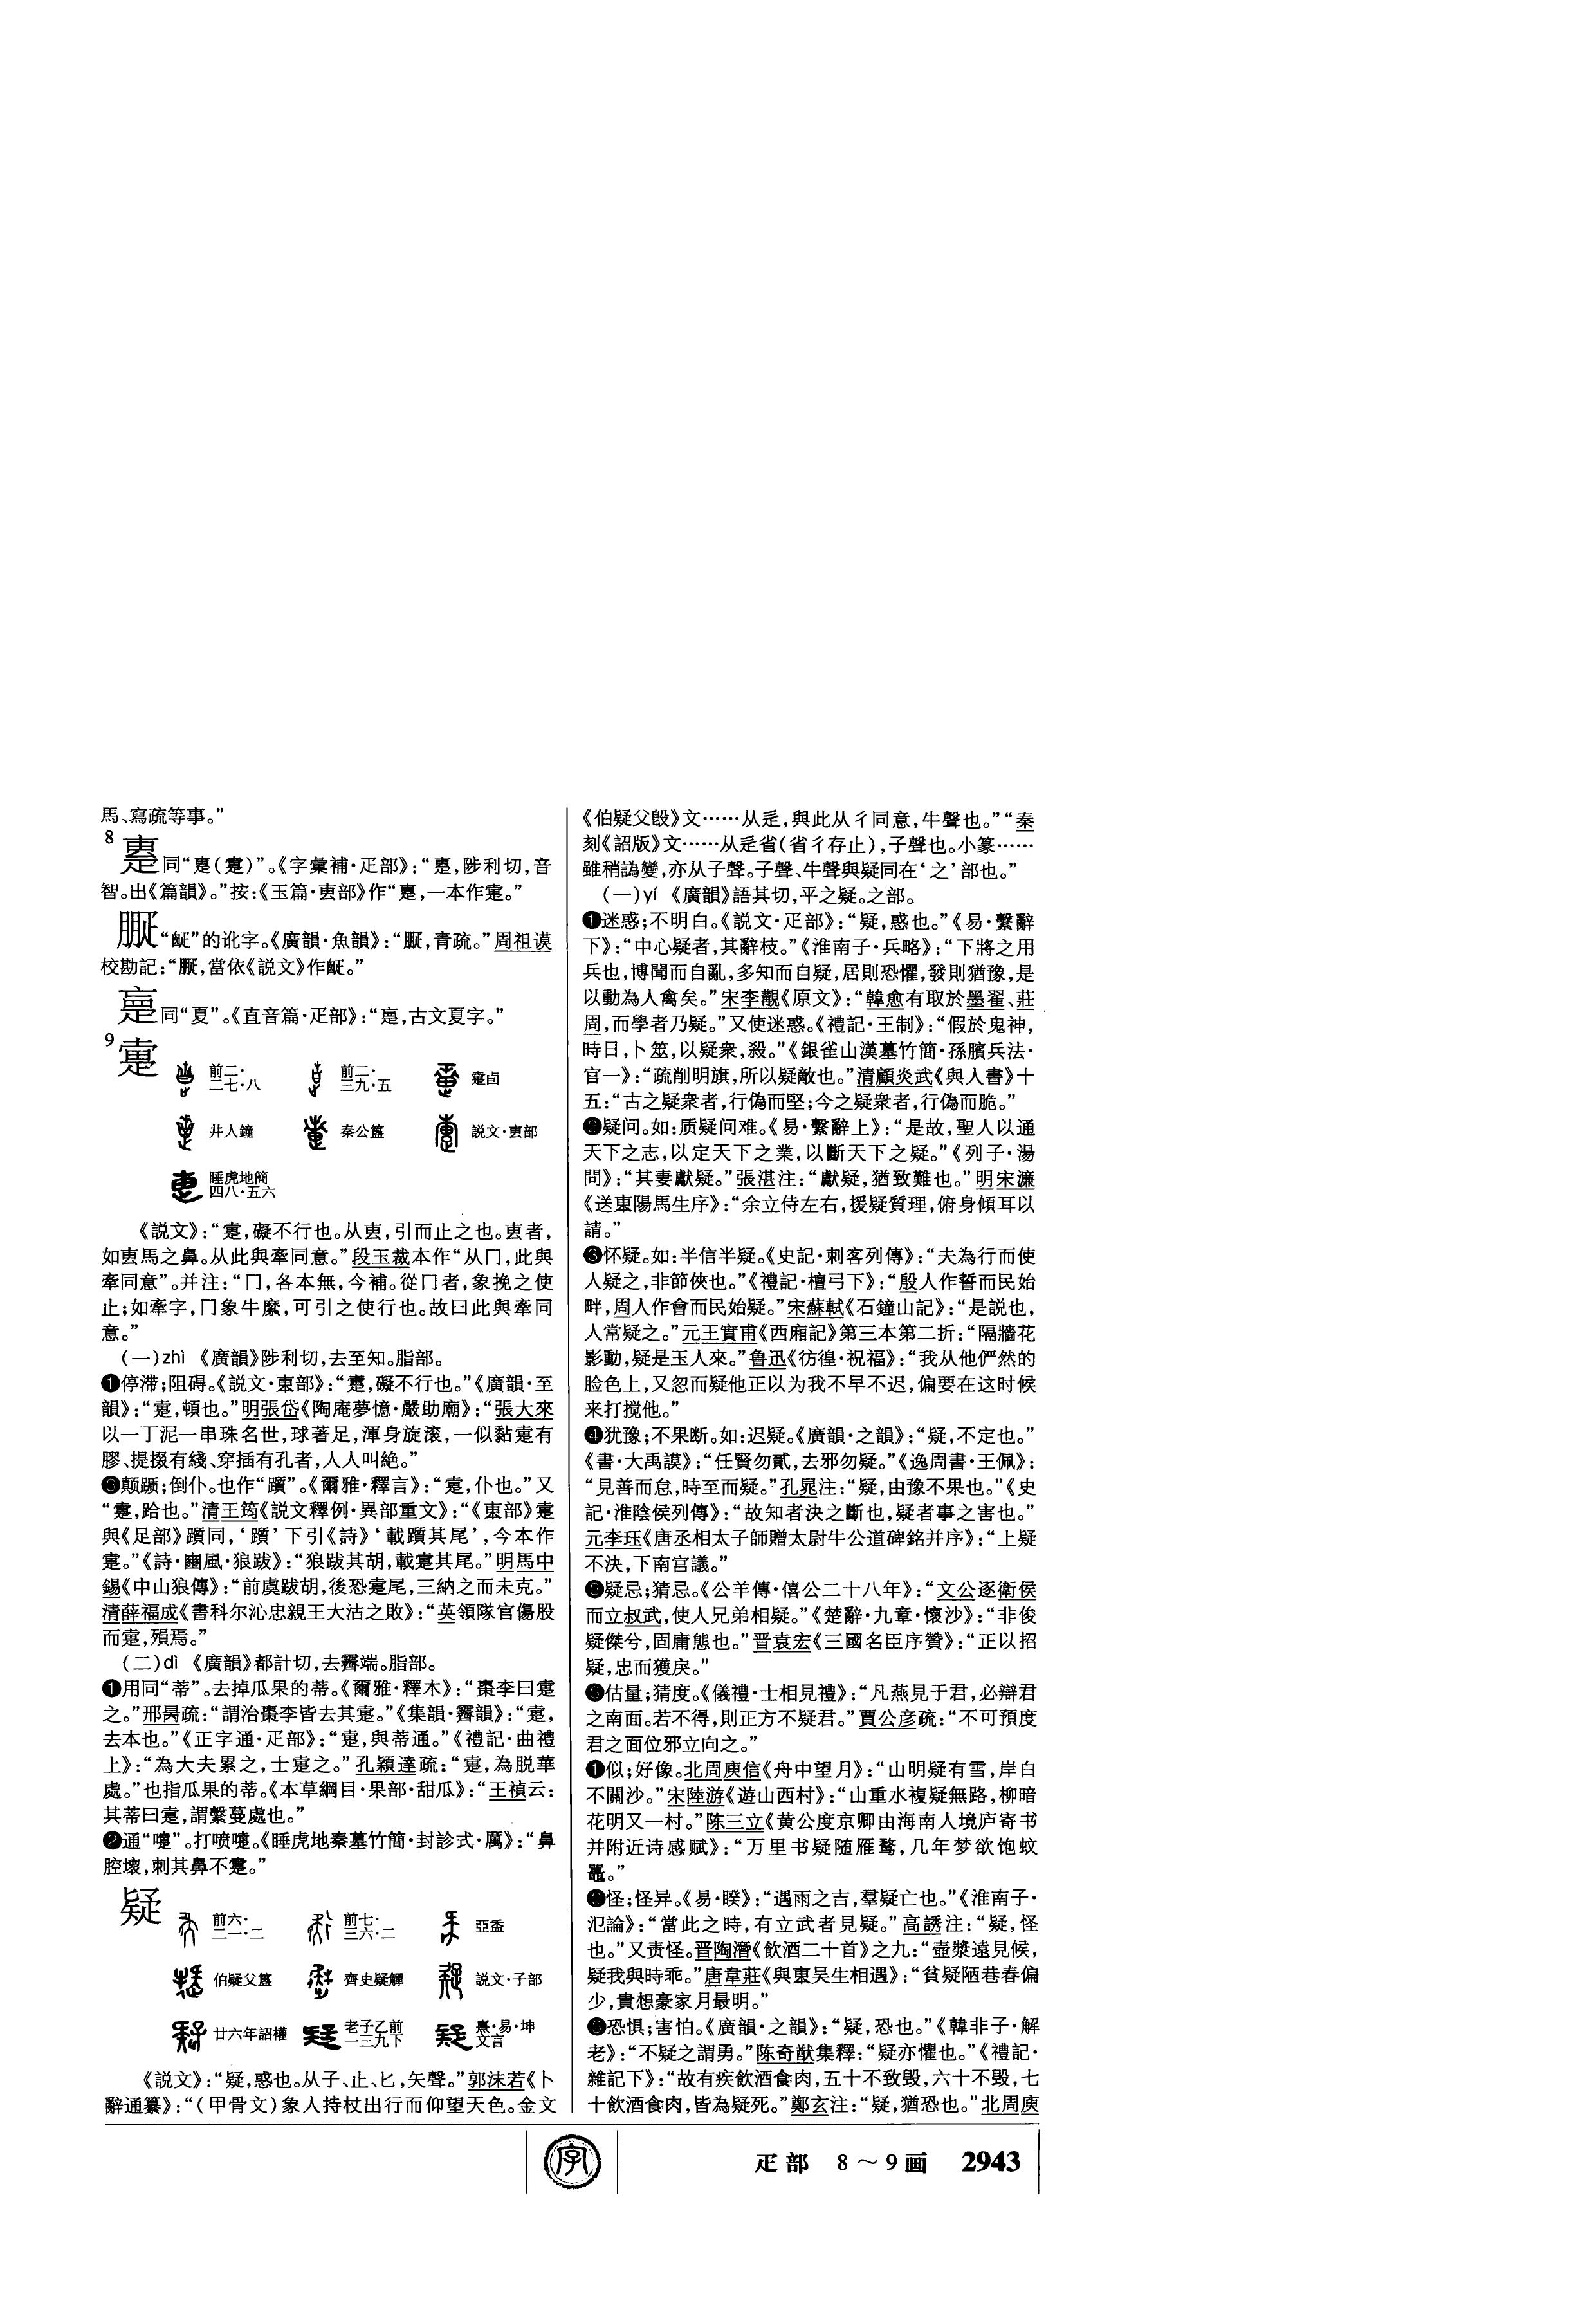 馬、寫疏等事。”
8
同“疐(疐)”。《字彙補·疋部》:“疐,陟利切,音
智。出《篇韻》。”按:《玉篇·叀部》作“疐,一本作疐。”
“䟽”的讹字。《廣韻·魚韻》:“𤴙,青疏。”周祖谟
校勘記:“𤴙,當依《説文》作䟽。”
同“夏”。《直音篇·疋部》:“𤴚,古文夏字。”
9
疐
前二· 二七·八 前二· 三九·五 疐卣
井人鐘 秦公簋 説文·叀部
睡虎地簡 四八·五六
《説文》:“疐,礙不行也。从叀,引而止之也。叀者,
如叀馬之鼻。从此與牽同意。”段玉裁本作“从冂,此與
牽同意”。并注:“冂,各本無,今補。從冂者,象挽之使
止;如牽字,冂象牛縻,可引之使行也。故曰此與牽同
意。”
(一)zhì 《廣韻》陟利切,去至知。脂部。
❶停滞;阻碍。《説文·叀部》:“疐,礙不行也。”《廣韻·至
韻》:“疐,頓也。”明張岱《陶庵夢憶·嚴助廟》:“張大來
以一丁泥一串珠名世,球著足,渾身旋滚,一似黏疐有
膠、提掇有綫、穿插有孔者,人人叫絶。”
❷颠踬;倒仆。也作“躓”。《爾雅·釋言》:“疐,仆也。”又
“疐,跲也。”清王筠《説文釋例·異部重文》:“《叀部》疐
與《足部》躓同,‘躓’下引《詩》‘載躓其尾’,今本作
疐。”《詩·豳風·狼跋》:“狼跋其胡,載疐其尾。”明馬中
錫《中山狼傳》:“前虞跋胡,後恐疐尾,三納之而未克。”
清薛福成《書科尔沁忠親王大沽之敗》:“英領隊官傷股
而疐,殞焉。”
(二)dì 《廣韻》都計切,去霽端。脂部。
❶用同“蒂”。去掉瓜果的蒂。《爾雅·釋木》:“棗李曰疐
之。”邢昺疏:“謂治棗李皆去其疐。”《集韻·霽韻》:“疐,
去本也。”《正字通·疋部》:“疐,與蒂通。”《禮記·曲禮
上》:“為大夫累之,士疐之。”孔穎達疏:“疐,為脱華
處。”也指瓜果的蒂。《本草綱目·果部·甜瓜》:“王禎云:
其蒂曰疐,謂繫蔓處也。”
❷通“嚏”。打喷嚏。《睡虎地秦墓竹簡·封診式·厲》:“鼻
腔壞,刺其鼻不疐。”
疑
前六· 二一·二 前七· 三六·二 亞盉
伯疑父簋 齊史疑觶 説文·子部
廿六年詔權 老子乙前 一三九下 熹·易·坤 文言
《説文》:“疑,惑也。从子、止、匕,矢聲。”郭沫若《卜
辭通纂》:“(甲骨文)象人持杖出行而仰望天色。金文
《伯疑父𣪘》文……从辵,與此从彳同意,牛聲也。”“秦
刻《詔版》文……从辵省(省彳存止),子聲也。小篆……
雖稍譌變,亦从子聲。子聲、牛聲與疑同在‘之’部也。”
(一)yí 《廣韻》語其切,平之疑。之部。
❶迷惑;不明白。《説文·疋部》:“疑,惑也。”《易·繫辭
下》:“中心疑者,其辭枝。”《淮南子·兵略》:“下將之用
兵也,博聞而自亂,多知而自疑,居則恐懼,發則猶豫,是
以動為人禽矣。”宋李覯《原文》:“韓愈有取於墨翟、莊
周,而學者乃疑。”又使迷惑。《禮記·王制》:“假於鬼神,
時日,卜筮,以疑衆,殺。”《銀雀山漢墓竹簡·孫臏兵法·
官一》:“疏削明旗,所以疑敵也。”清顧炎武《與人書》十
五:“古之疑衆者,行偽而堅;今之疑衆者,行偽而脆。”
❷疑问。如:质疑问难。《易·繫辭上》:“是故,聖人以通
天下之志,以定天下之業,以斷天下之疑。”《列子·湯
問》:“其妻獻疑。”張湛注:“獻疑,猶致難也。”明宋濂
《送東陽馬生序》:“余立侍左右,援疑質理,俯身傾耳以
請。”
❸怀疑。如:半信半疑。《史記·刺客列傳》:“夫為行而使
人疑之,非節俠也。”《禮記·檀弓下》:“殷人作誓而民始
畔,周人作會而民始疑。”宋蘇軾《石鐘山記》:“是説也,
人常疑之。”元王實甫《西廂記》第三本第二折:“隔牆花
影動,疑是玉人來。”鲁迅《彷徨·祝福》:“我从他俨然的
脸色上,又忽而疑他正以为我不早不迟,偏要在这时候
来打搅他。”
❹犹豫;不果断。如:迟疑。《廣韻·之韻》:“疑,不定也。”
《書·大禹謨》:“任賢勿貳,去邪勿疑。”《逸周書·王佩》:
“見善而怠,時至而疑。”孔晁注:“疑,由豫不果也。”《史
記·淮陰侯列傳》:“故知者決之斷也,疑者事之害也。”
元李珏《唐丞相太子師贈太尉牛公道碑銘并序》:“上疑
不決,下南宫議。”
❺疑忌;猜忌。《公羊傳·僖公二十八年》:“文公逐衛侯
而立叔武,使人兄弟相疑。”《楚辭·九章·懷沙》:“非俊
疑傑兮,固庸態也。”晋袁宏《三國名臣序贊》:“正以招
疑,忠而獲戾。”
❻估量;猜度。《儀禮·士相見禮》:“凡燕見于君,必辯君
之南面。若不得,則正方不疑君。”賈公彦疏:“不可預度
君之面位邪立向之。”
❼似;好像。北周庾信《舟中望月》:“山明疑有雪,岸白
不關沙。”宋陸游《遊山西村》:“山重水複疑無路,柳暗
花明又一村。”陈三立《黄公度京卿由海南人境庐寄书
并附近诗感赋》:“万里书疑随雁鹜,几年梦欲饱蛟
鼍。”
❽怪;怪异。《易·睽》:“遇雨之吉,羣疑亡也。”《淮南子·
氾論》:“當此之時,有立武者見疑。”高誘注:“疑,怪
也。”又责怪。晋陶潛《飲酒二十首》之九:“壺漿遠見候,
疑我與時乖。”唐韋莊《與東吴生相遇》:“貧疑陋巷春偏
少,貴想豪家月最明。”
❾恐惧;害怕。《廣韻·之韻》:“疑,恐也。”《韓非子·解
老》:“不疑之謂勇。”陈奇猷集釋:“疑亦懼也。”《禮記·
雜記下》:“故有疾飲酒食肉,五十不致毁,六十不毁,七
十飲酒食肉,皆為疑死。”鄭玄注:“疑,猶恐也。”北周庾
字
疋部 8～9画 2943